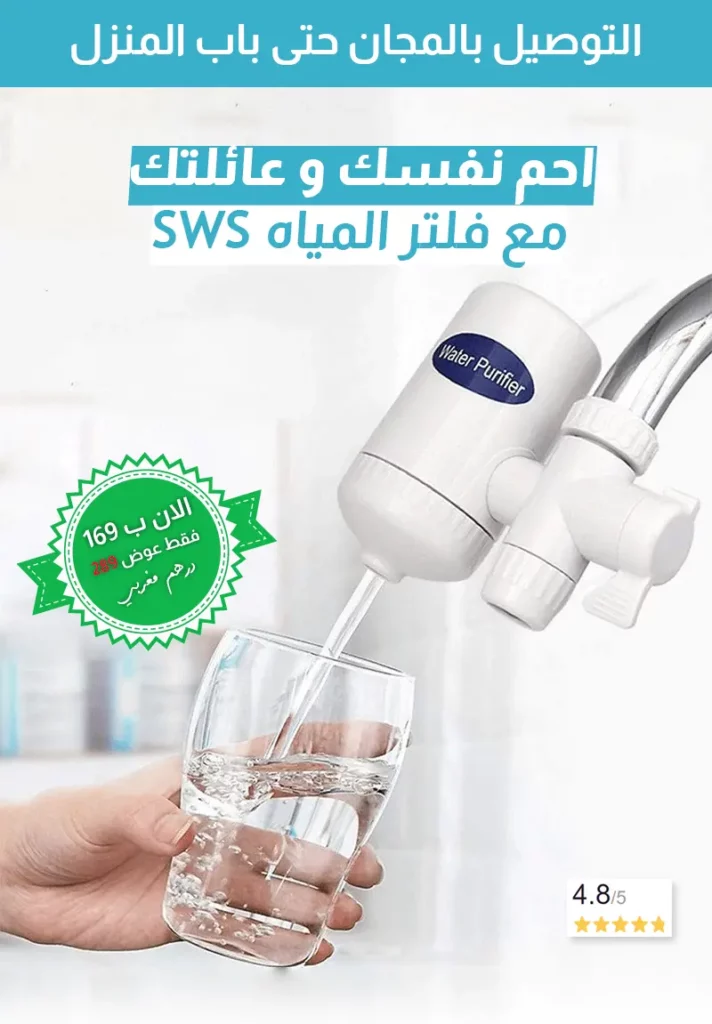 التوصيل بالمجان حتى باب المنزل
احم نفسك و عائلتك
مع فلتر المياه SWS
Water Purifier
الان ب 169
فقط عوض
درهم مغربي
4.8/5